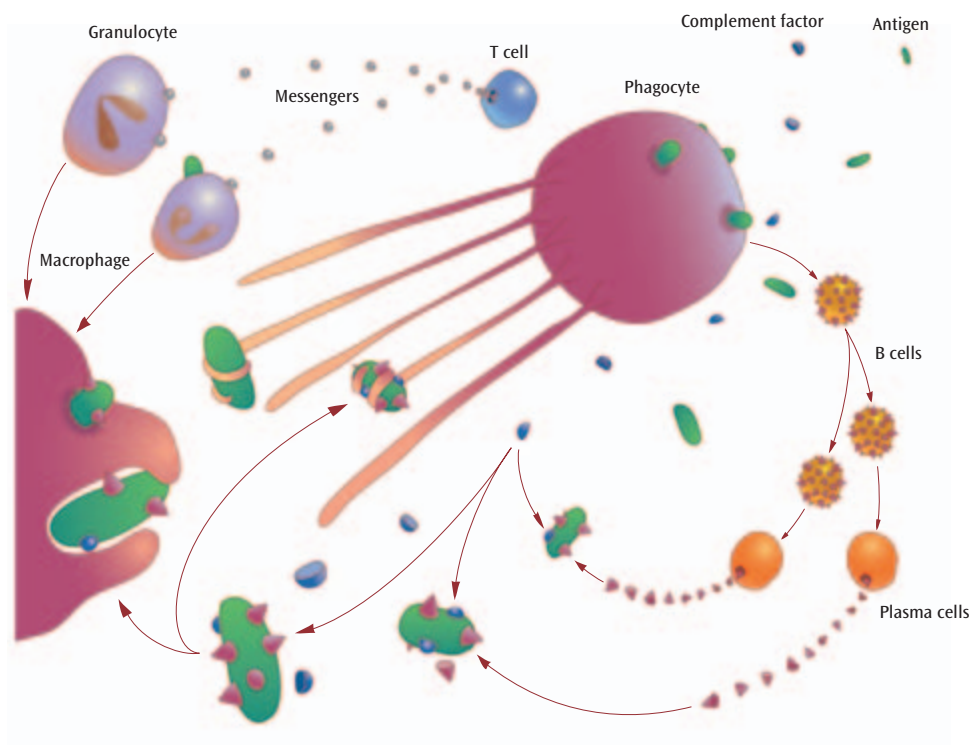 Complement factor
Antigen
Granulocyte
T cell
Phagocyte
Messengers
Macrophage
B cells
Plasma cells